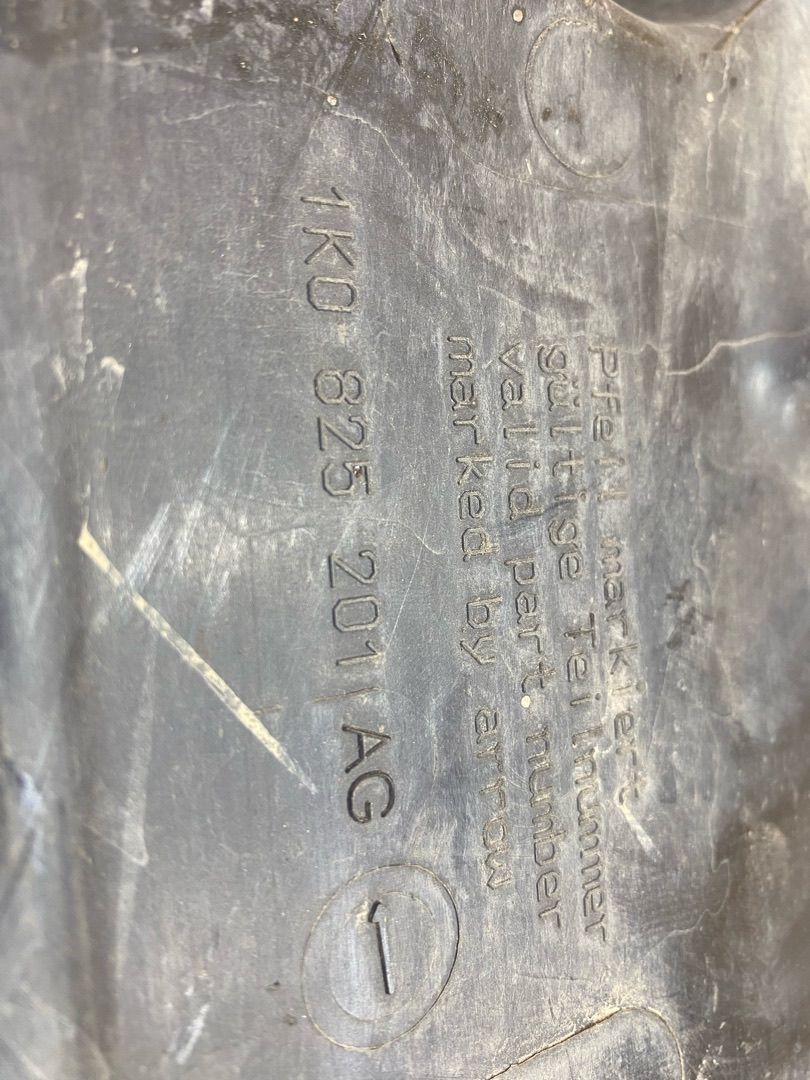 Pfeil markiert
gültige Teilnummer
valid part number
marked by arrow
1K0 825 201 AG